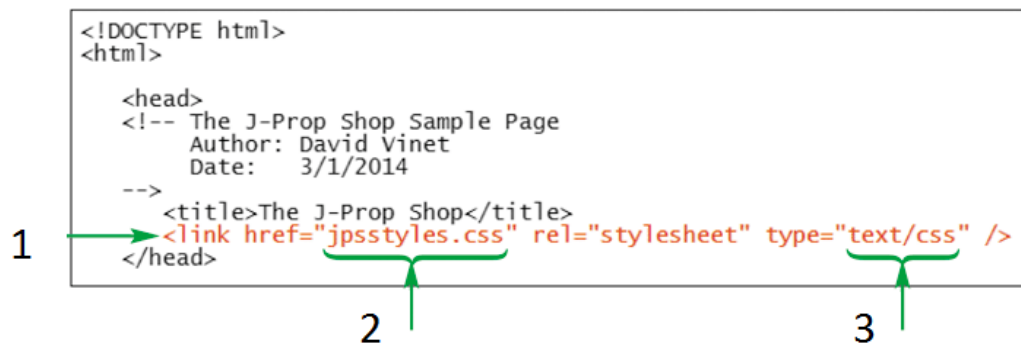 <!DOCTYPE html>
<html>
<head>
<!-- The J-Prop Shop Sample Page
Author: David Vinet
Date: 3/1/2014
-->
<title>The J-Prop Shop</title>
1 <link href="jpsstyles.css" rel="stylesheet" type="text/css" />
</head>
2 3